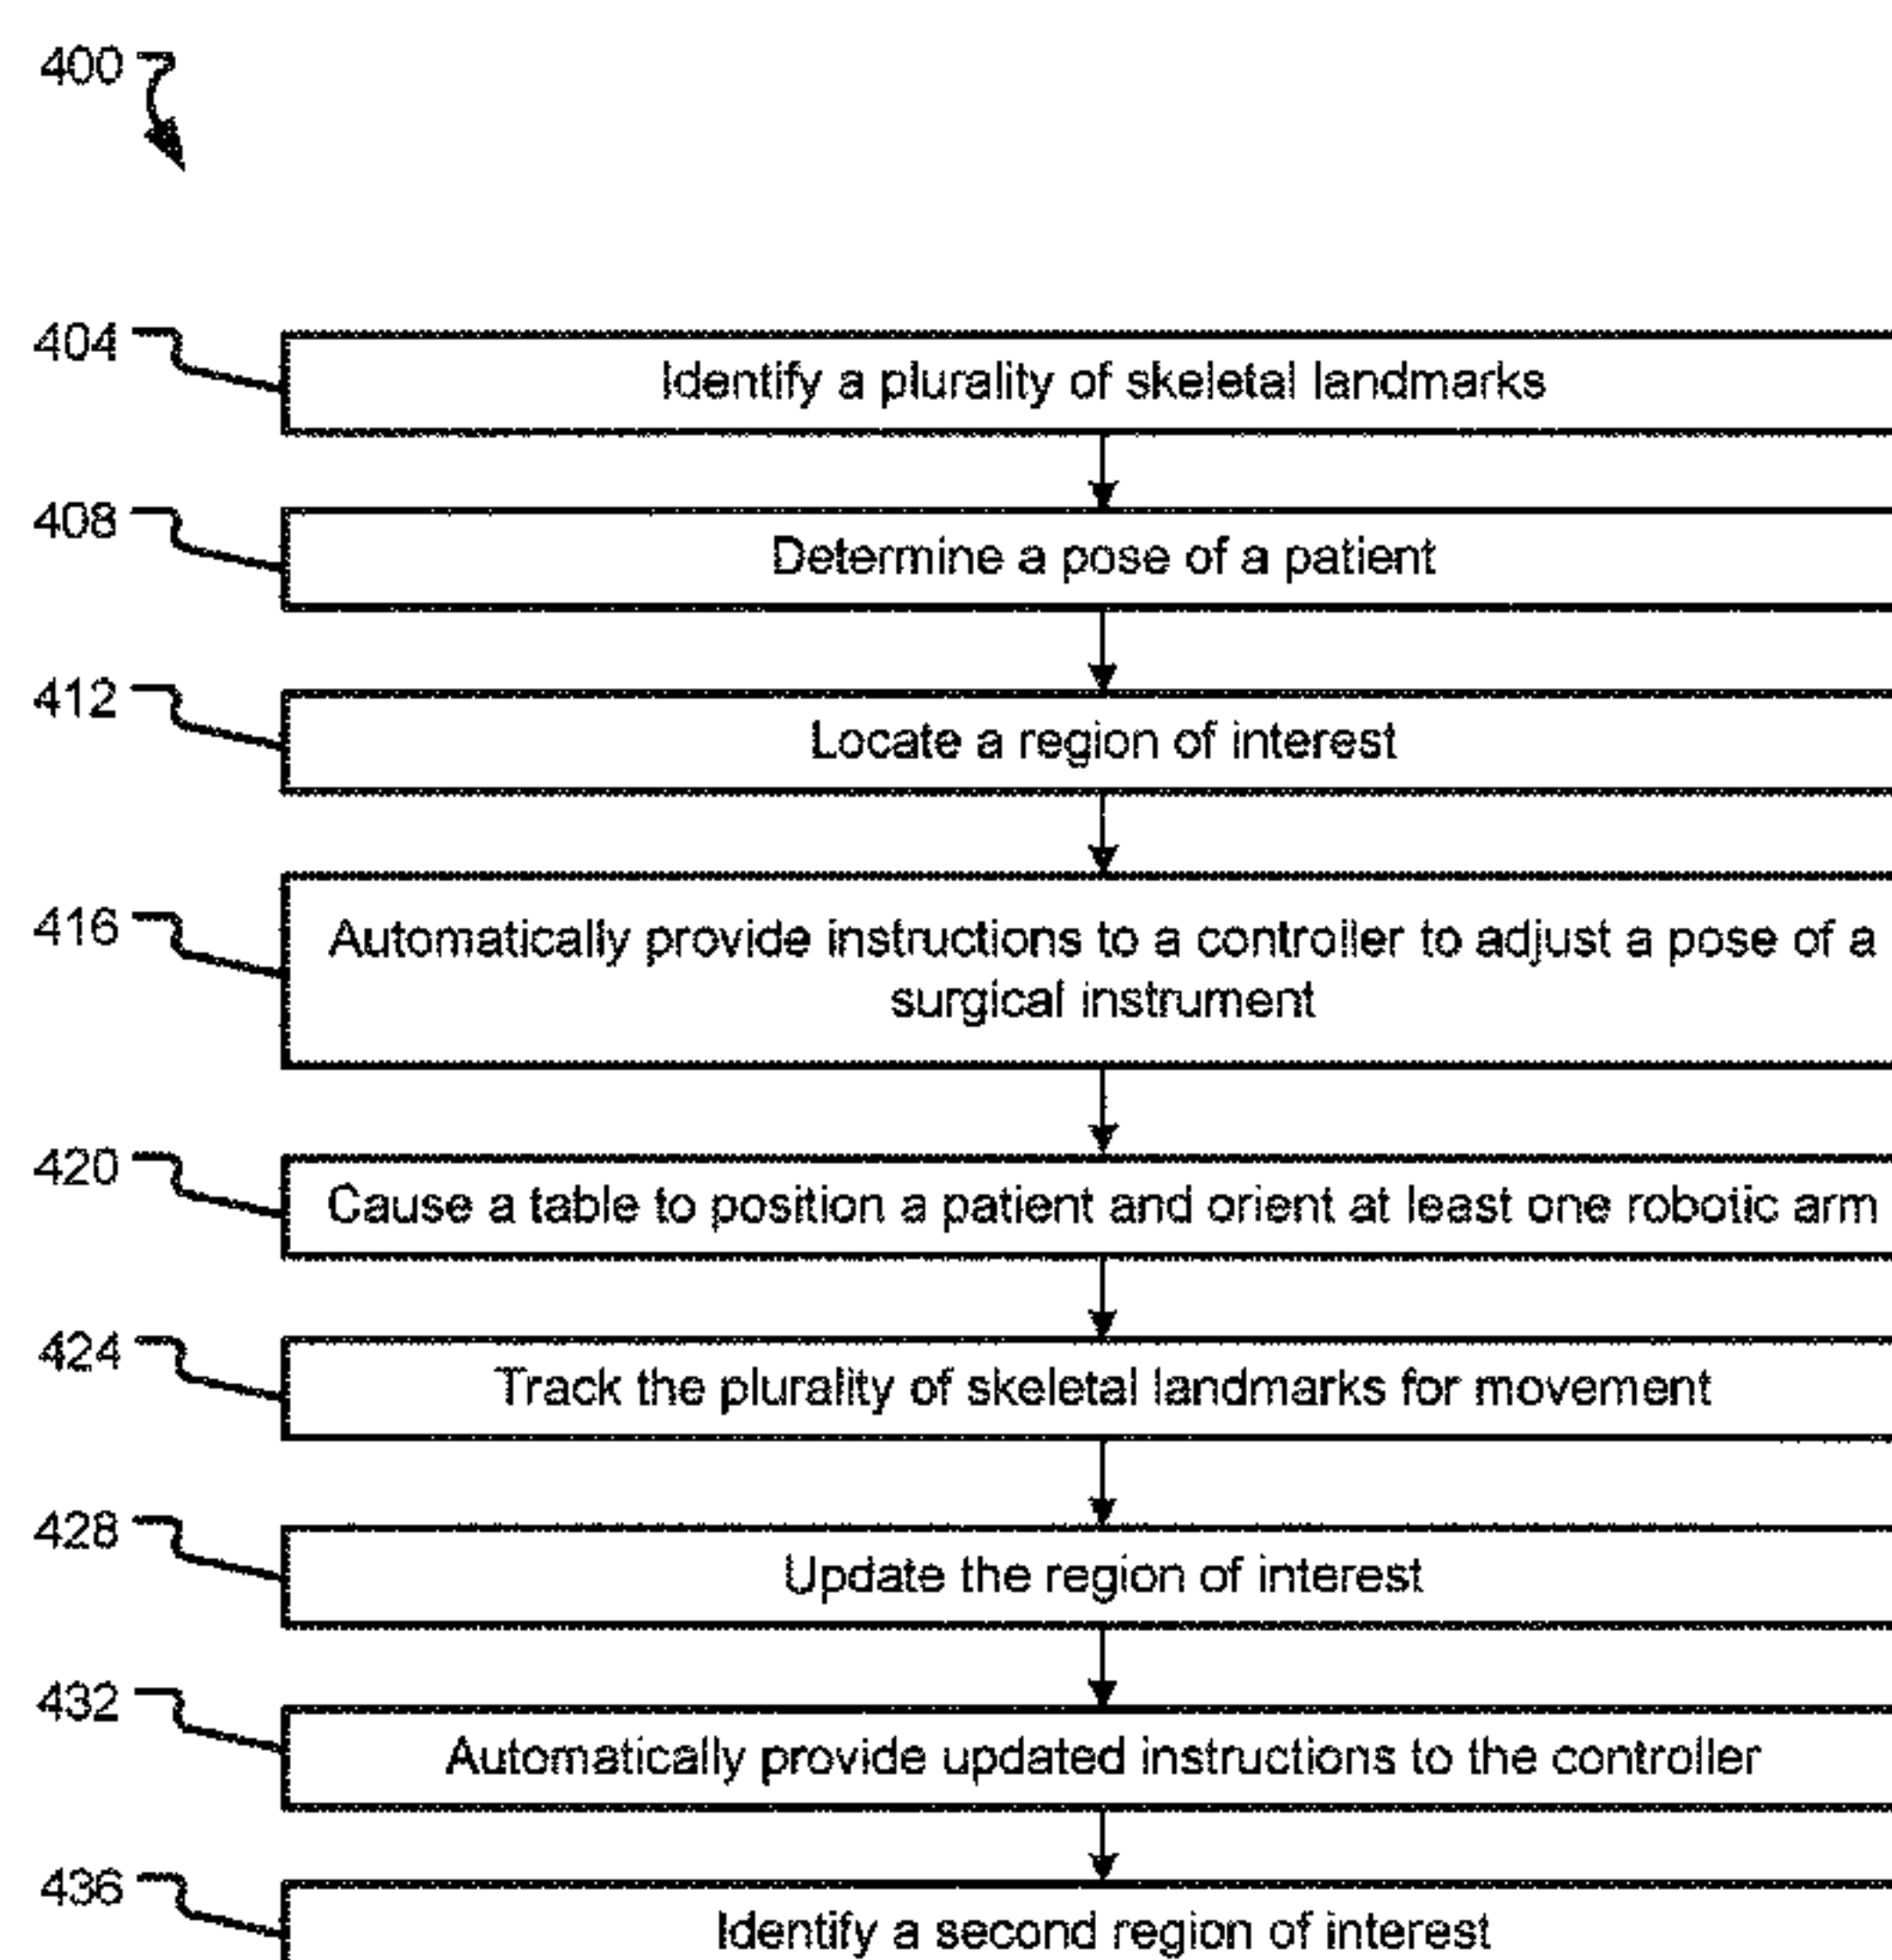 400
404
Identify a plurality of skeletal landmarks
408
Determine a pose of a patient
412
Locate a region of interest
416
Automatically provide instructions to a controller to adjust a pose of a
surgical instrument
420
Cause a table to position a patient and orient at least one robotic arm
424
Track the plurality of skeletal landmarks for movement
428
Update the region of interest
432
Automatically provide updated instructions to the controller
436
Identify a second region of interest